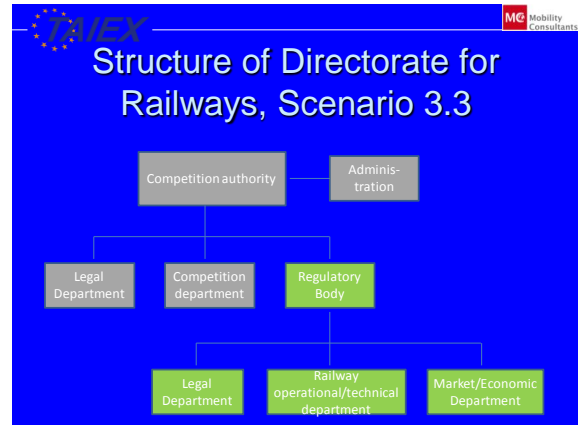 TAIEX
MC Mobility
Consultants
Structure of Directorate for
Railways, Scenario 3.3
Competition authority
Adminis-
tration
Legal
Department
Competition
department
Regulatory
Body
Legal
Department
Railway
operational/technical
department
Market/Economic
Department